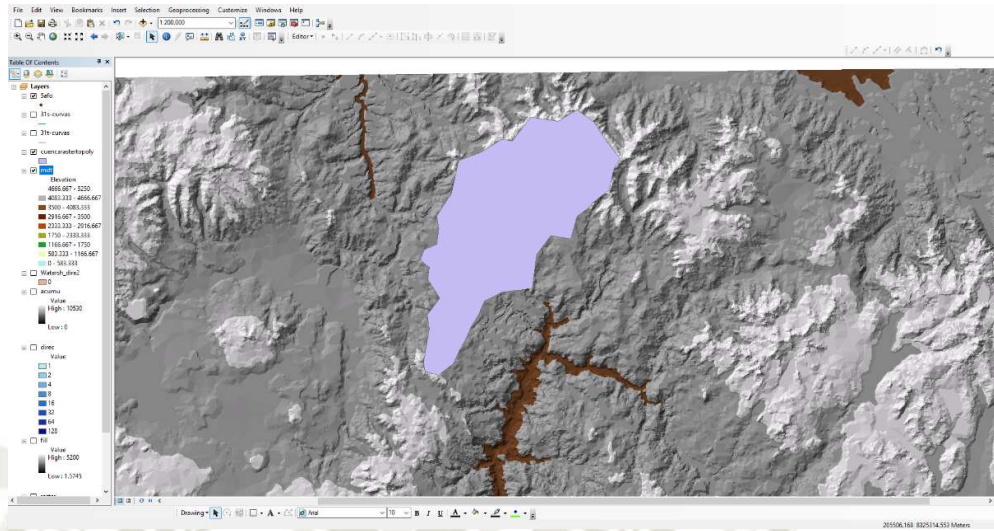 File Edit View Bookmarks Insert Selection Geoprocessing Customize Windows Help
1:200,000
Editor
Table Of Contents
Layers
Safo
31s-curvas
31t-curvas
cuencarastertopoly
mdt
Elevation
4666.667 - 5250
4083.333 - 4666.667
3500 - 4083.333
2916.667 - 3500
2333.333 - 2916.667
1750 - 2333.333
1166.667 - 1750
583.333 - 1166.667
0 - 583.333
Watersh_dire2
0
acumu
Value
High : 10530
Low : 0
direc
Value
1
2
4
8
16
32
64
128
fill
Value
High : 5200
Low : 1.5745
Drawing Arial 10 B I U A
205506.168 8325314.553 Meters